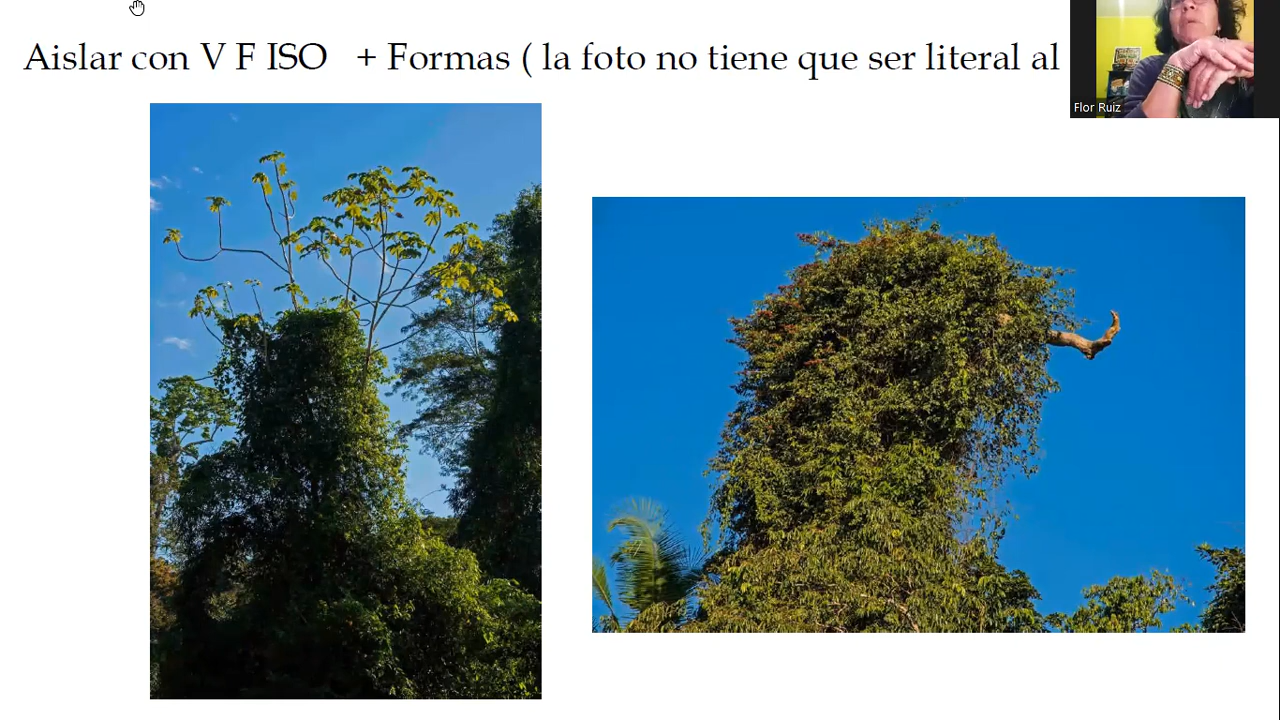 Aislar con V F ISO + Formas ( la foto no tiene que ser literal al
Flor Ruiz